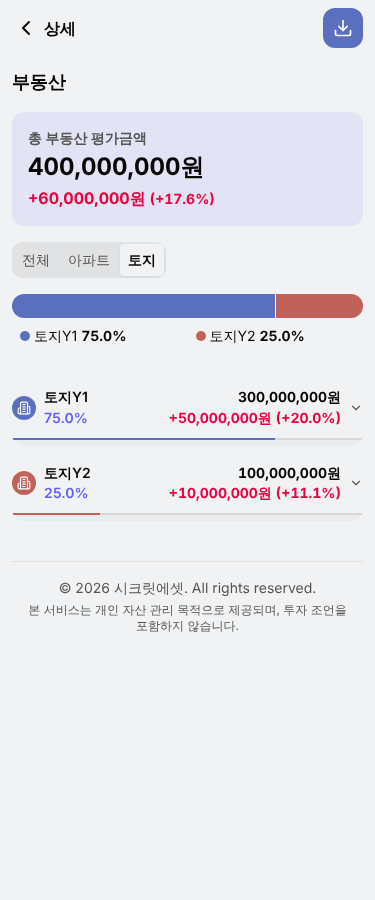 상세
부동산
총 부동산 평가금액
400,000,000원
+60,000,000원 (+17.6%)
전체 아파트 토지
토지Y1 75.0% 토지Y2 25.0%
토지Y1 300,000,000원
75.0% +50,000,000원 (+20.0%)
토지Y2 100,000,000원
25.0% +10,000,000원 (+11.1%)
© 2026 시크릿에셋. All rights reserved.
본 서비스는 개인 자산 관리 목적으로 제공되며, 투자 조언을
포함하지 않습니다.